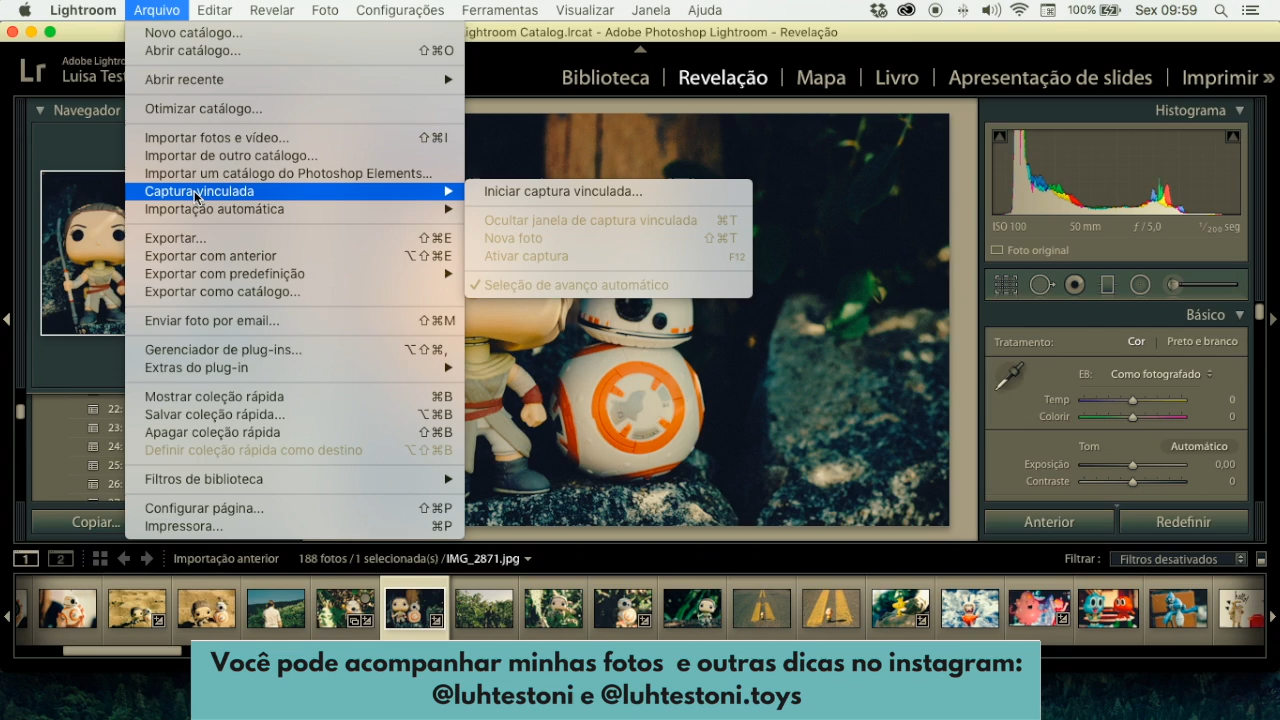 Lightroom Arquivo Editar Revelar Foto Configurações Ferramentas Visualizar Janela Ajuda 100% Sex 09:59
Lightroom Catalog.lrcat - Adobe Photoshop Lightroom - Revelação
Lr
Luisa
Biblioteca | Revelação | Mapa | Livro | Apresentação de slides | Imprimir
Navegador
Novo catálogo...
Abrir catálogo... ⇧⌘O
Abrir recente
Otimizar catálogo...
Importar fotos e vídeo... ⇧⌘I
Importar de outro catálogo...
Importar um catálogo do Photoshop Elements...
Captura vinculada
Importação automática
Exportar... ⇧⌘E
Exportar com anterior ⌥⇧⌘E
Exportar com predefinição
Exportar como catálogo...
Enviar foto por email... ⇧⌘M
Gerenciador de plug-ins... ⌥⇧⌘,
Extras do plug-in
Mostrar coleção rápida ⌘B
Salvar coleção rápida... ⌥⌘B
Apagar coleção rápida ⇧⌘B
Definir coleção rápida como destino ⌥⇧⌘B
Filtros de biblioteca
Configurar página... ⇧⌘P
Impressora... ⌘P
Iniciar captura vinculada...
Ocultar janela de captura vinculada ⌘T
Nova foto ⇧⌘T
Ativar captura F12
✓ Seleção de avanço automático
22:
23:
24:
25:
26:
Copiar...
Histograma
ISO 100 50 mm ƒ / 5,0 1/200 seg
Foto original
Básico
Tratamento: Cor | Preto e branco
EB: Como fotografado
Temp 0
Colorir 0
Tom Automático
Exposição 0,00
Contraste 0
Anterior Redefinir
1 2 Importação anterior 188 fotos /1 selecionada(s) /IMG_2871.jpg Filtrar : Filtros desativados
Você pode acompanhar minhas fotos e outras dicas no instagram:
@luhtestoni e @luhtestoni.toys